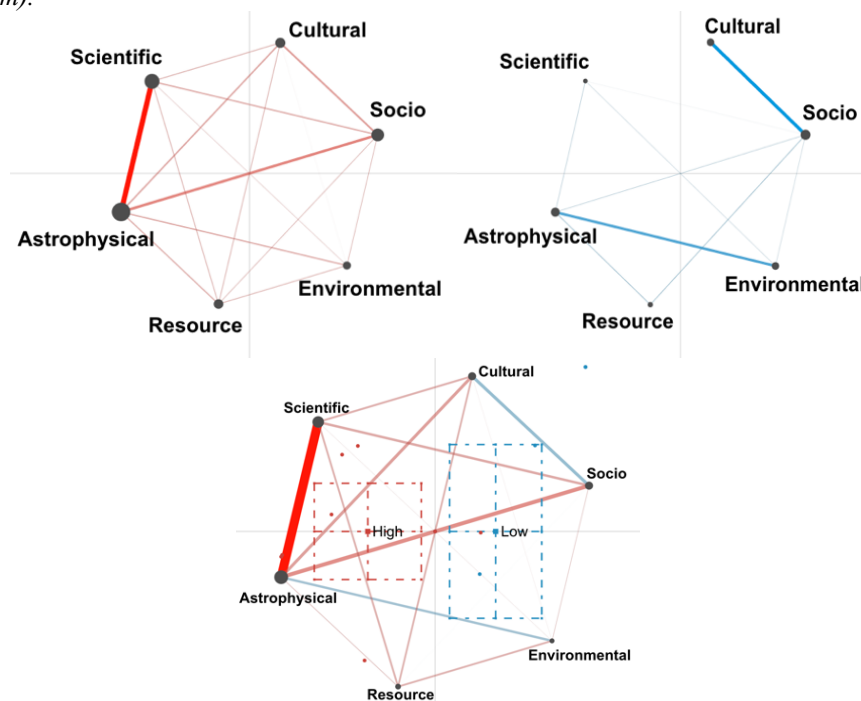 m).
Cultural
Scientific
Socio
Astrophysical
Environmental
Resource
Cultural
Scientific
Socio
Astrophysical
Environmental
Resource
Cultural
Scientific
Socio
High
Low
Astrophysical
Environmental
Resource